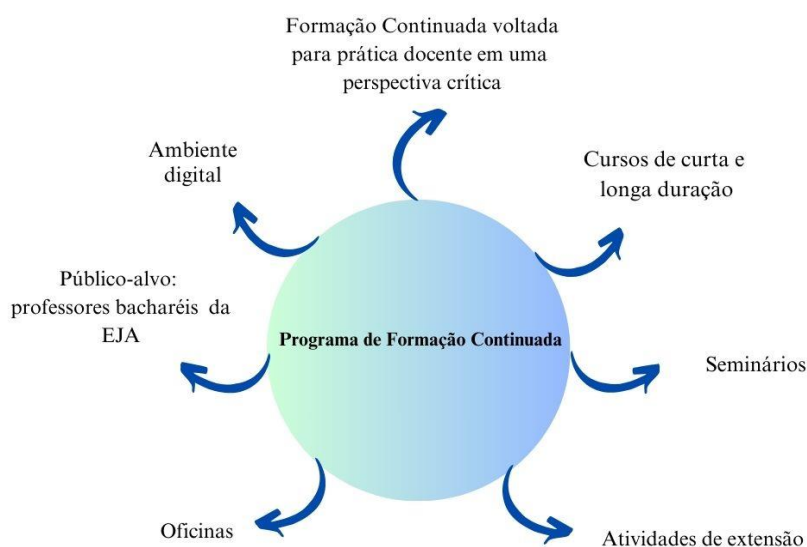 Formação Continuada voltada
para prática docente em uma
perspectiva crítica
Ambiente
digital
Cursos de curta e
longa duração
Público-alvo:
professores bacharéis da
EJA
Programa de Formação Continuada
Seminários
Oficinas
Atividades de extensão